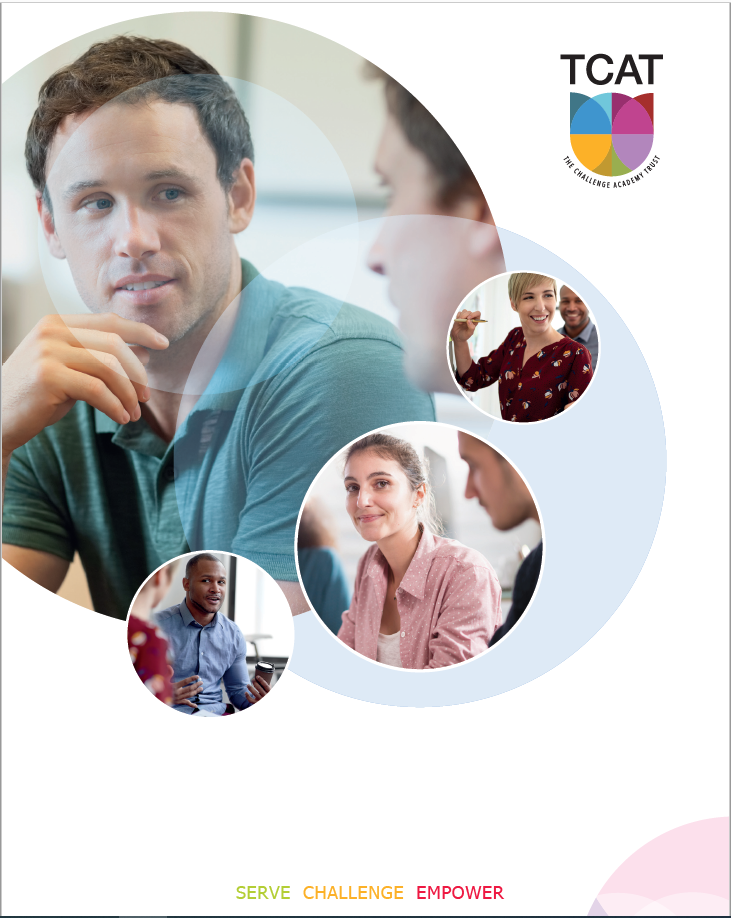 TCAT
THE CHALLENGE ACADEMY TRUST
SERVE CHALLENGE EMPOWER